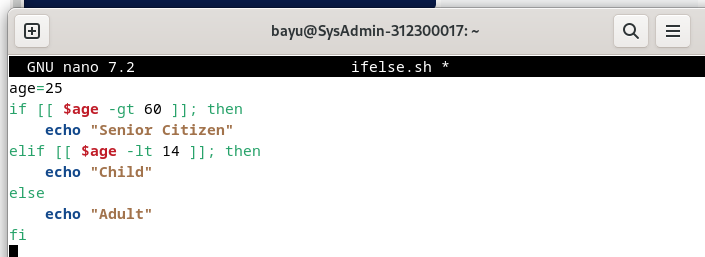 bayu@SysAdmin-312300017: ~
GNU nano 7.2 ifelse.sh *
age=25
if [[ $age -gt 60 ]]; then
    echo "Senior Citizen"
elif [[ $age -lt 14 ]]; then
    echo "Child"
else
    echo "Adult"
fi